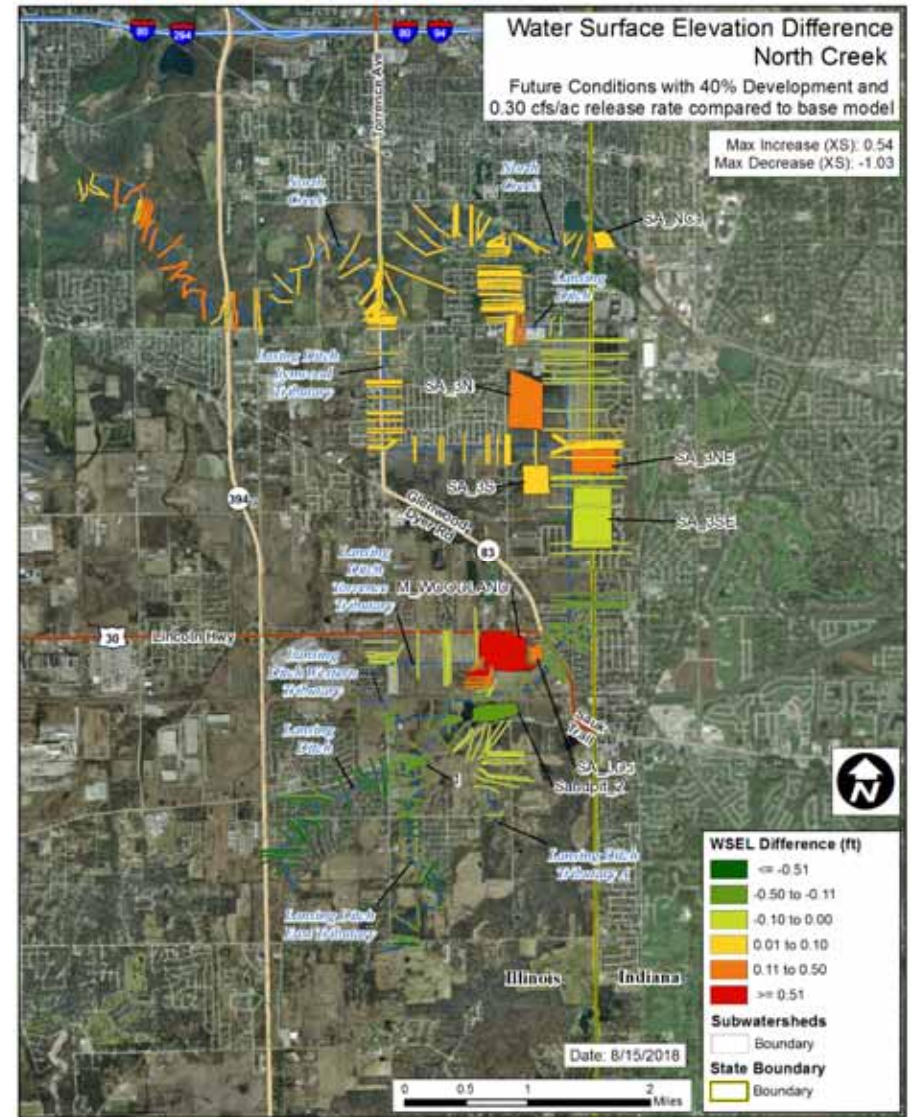 Water Surface Elevation Difference
North Creek
Future Conditions with 40% Development and
0.30 cfs/ac release rate compared to base model
Max Increase (XS): 0.54
Max Decrease (XS): -1.03
80
294
80
94
Torrence Ave
North
Creek
North
Creek
SA_NC1
Lansing
Ditch
Tributary
SA_3N
SA_3NE
SA_3S
SA_3SE
394
Glenwood
Dyer Rd
83
Lansing
Ditch
Torrence
Tributary
M_WOODLAND
30
Lincoln Hwy
Lansing
Ditch Western
Tributary
Lansing
Ditch
Sauk
Trail
1
Lansing Ditch
Lansing Ditch
East Tributary
Illinois
Indiana
N
WSEL Difference (ft)
<= -0.51
-0.50 to -0.11
-0.10 to 0.00
0.01 to 0.10
0.11 to 0.50
>= 0.51
Subwatersheds
Boundary
State Boundary
Boundary
Date: 8/15/2018
0 0.5 1 2
Miles